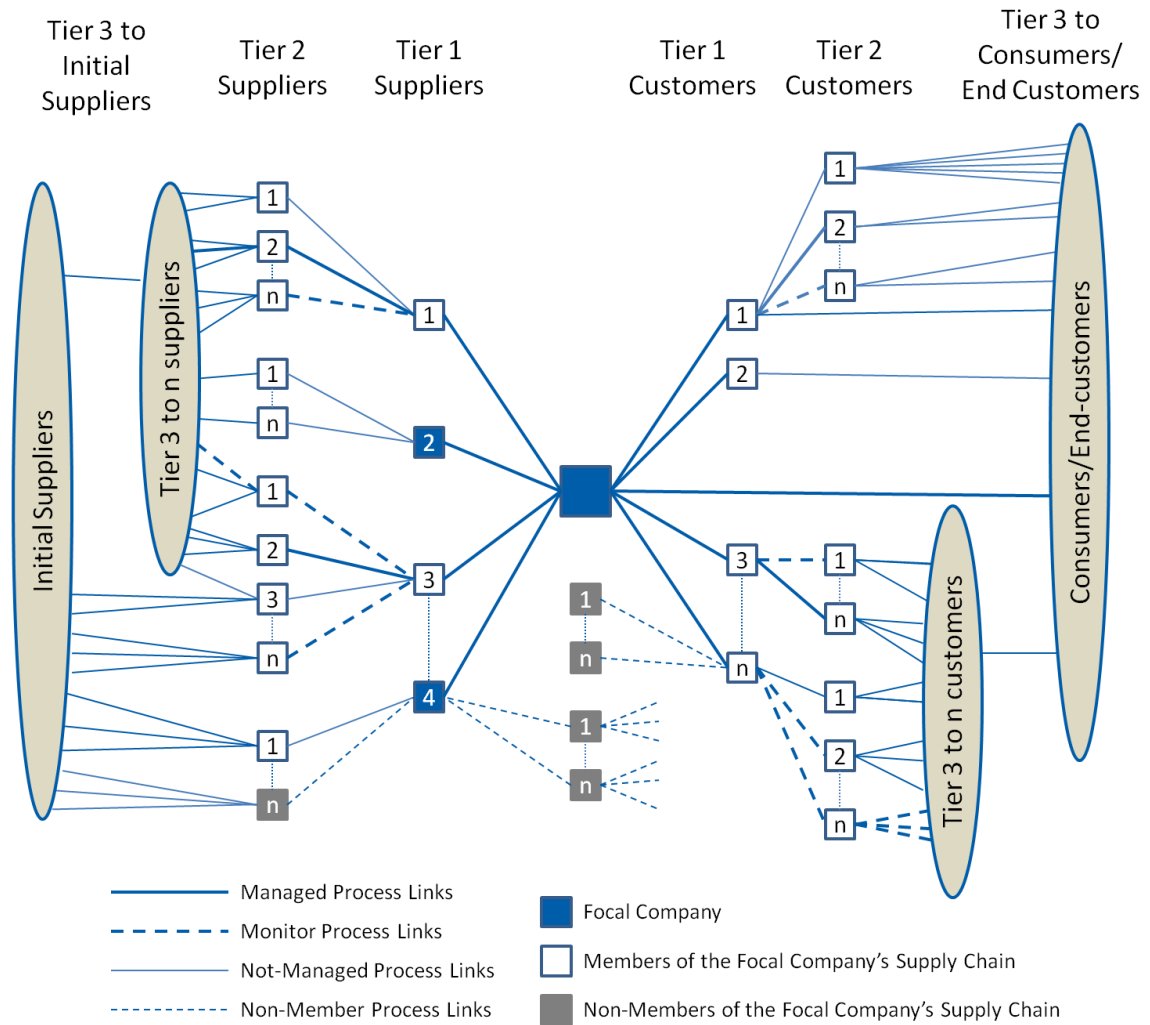 Tier 3 to
Initial
Suppliers
Tier 2
Suppliers
Tier 1
Suppliers
Tier 1
Customers
Tier 2
Customers
Tier 3 to
Consumers/
End Customers
Initial Suppliers
Tier 3 to n suppliers
1
2
n
1
n
1
2
3
n
1
n
1
2
3
4
1
n
1
n
1
2
3
n
1
2
n
1
n
1
2
n
Tier 3 to n customers
Consumers/End-customers
Managed Process Links
Monitor Process Links
Not-Managed Process Links
Non-Member Process Links
Focal Company
Members of the Focal Company's Supply Chain
Non-Members of the Focal Company's Supply Chain